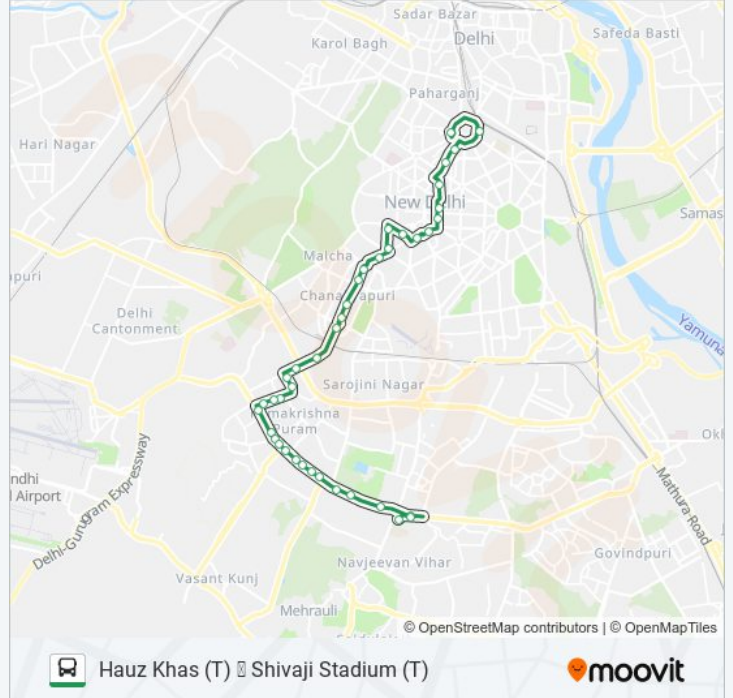 Sadar Bazar
Safeda Basti
Karol Bagh
Delhi
Paharganj
Hari Nagar
New Delhi
Samas
Malcha
apuri
Chanakyapuri
Delhi
Cantonment
Yamuna
Sarojini Nagar
Ramakrishna
Puram
Okl
ndhi
l Airport
Delhi-Gurugram Expressway
Mathura Road
Govindpuri
Navjeevan Vihar
Vasant Kunj
Mehrauli
© OpenStreetMap contributors | © OpenMapTiles
Hauz Khas (T) Shivaji Stadium (T)
moovit